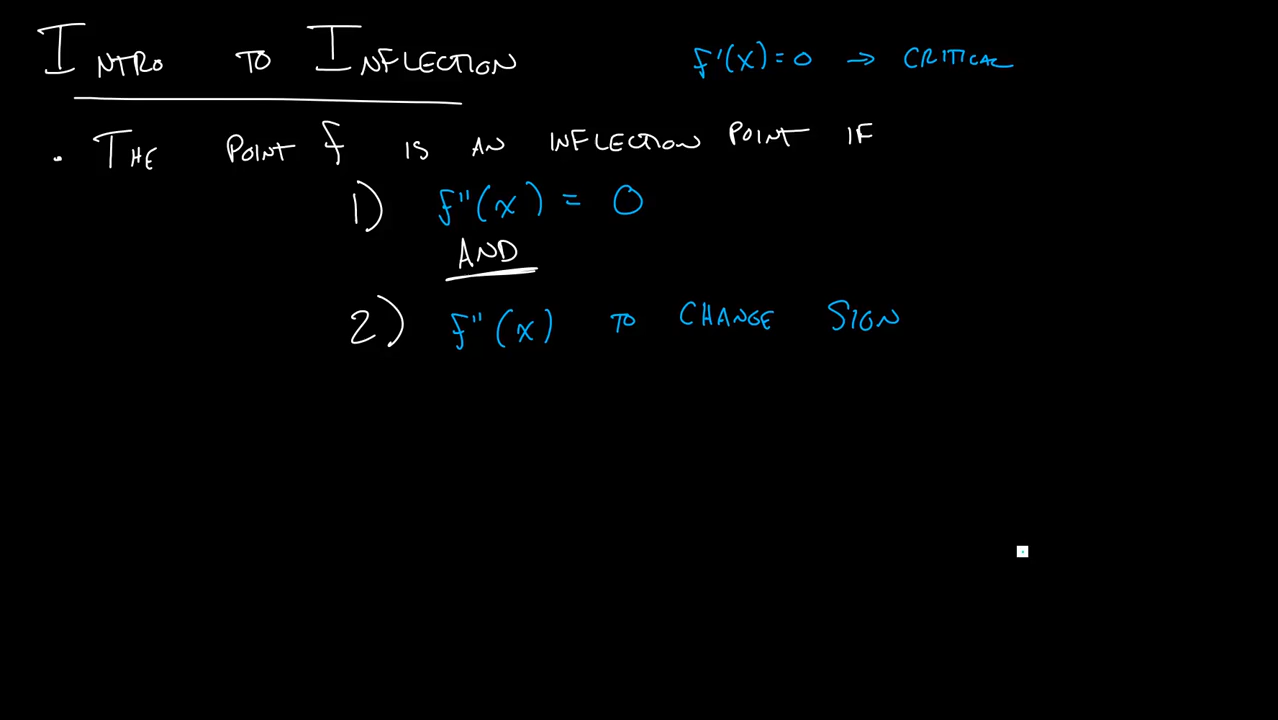 INTRO TO INFLECTION
f'(x) = 0 → CRITICAL
. THE POINT f IS AN INFLECTION POINT IF
1) f"(x) = 0
AND
2) f"(x) TO CHANGE SIGN